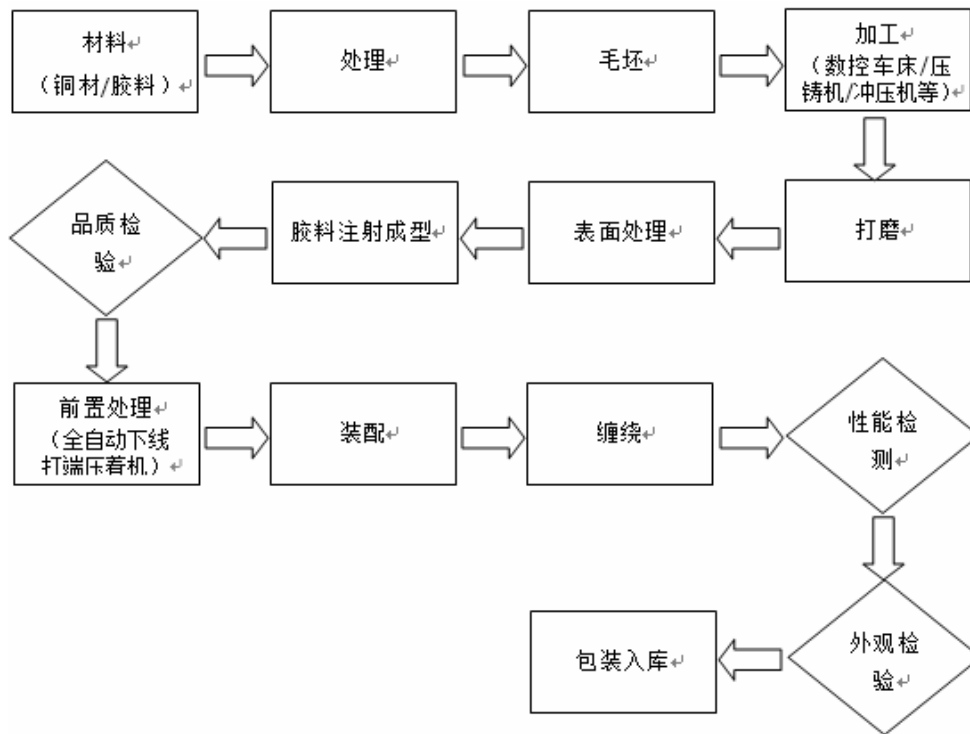 材料
（铜材/胶料）
处理
毛坯
加工
（数控车床/压
铸机/冲压机等）
打磨
表面处理
胶料注射成型
品质检
验
前置处理
（全自动下线
打端压着机）
装配
缠绕
性能检
测
外观检
验
包装入库